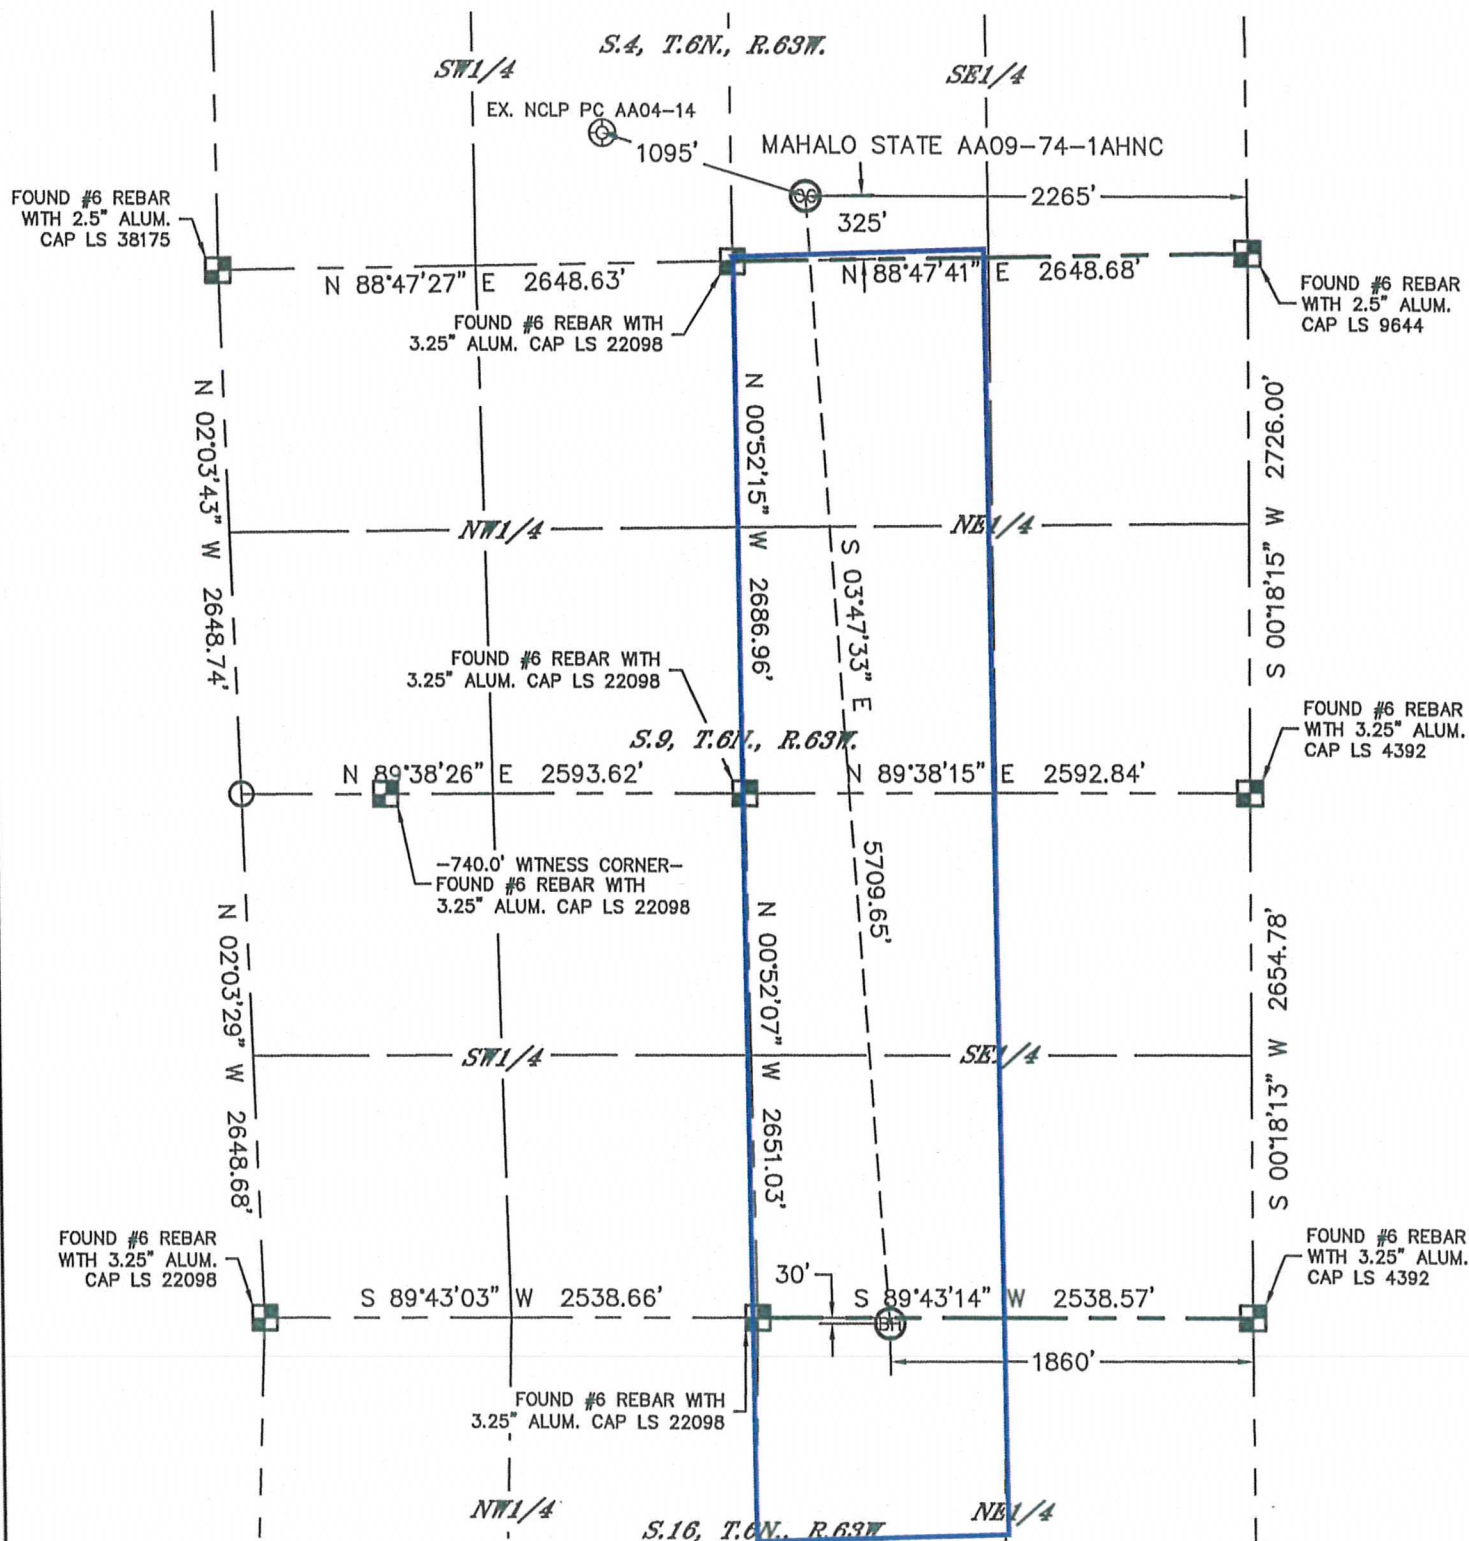 S.4, T.6N., R.63W.
SW1/4
SE1/4
EX. NCLP PC AA04-14
1095'
MAHALO STATE AA09-74-1AHNC
2265'
325'
FOUND #6 REBAR
WITH 2.5" ALUM.
CAP LS 38175
N 88°47'27" E 2648.63'
N 88°47'41" E 2648.68'
FOUND #6 REBAR
WITH 2.5" ALUM.
CAP LS 9644
FOUND #6 REBAR WITH
3.25" ALUM. CAP LS 22098
N 02°03'43" W 2648.74'
N 00°52'15" W 2686.96'
S 03°47'33" E 5709.65'
S 00°18'15" W 2726.00'
NW1/4
NE1/4
FOUND #6 REBAR WITH
3.25" ALUM. CAP LS 22098
S.9, T.6N., R.63W.
FOUND #6 REBAR
WITH 3.25" ALUM.
CAP LS 4392
N 89°38'26" E 2593.62'
N 89°38'15" E 2592.84'
-740.0' WITNESS CORNER-
FOUND #6 REBAR WITH
3.25" ALUM. CAP LS 22098
N 02°03'29" W 2648.68'
N 00°52'07" W 2651.03'
S 00°18'13" W 2654.78'
SW1/4
SE1/4
FOUND #6 REBAR
WITH 3.25" ALUM.
CAP LS 22098
30'
S 89°43'03" W 2538.66'
S 89°43'14" W 2538.57'
BH
FOUND #6 REBAR
WITH 3.25" ALUM.
CAP LS 4392
1860'
FOUND #6 REBAR WITH
3.25" ALUM. CAP LS 22098
NW1/4
NE1/4
S.16, T.6N., R.63W